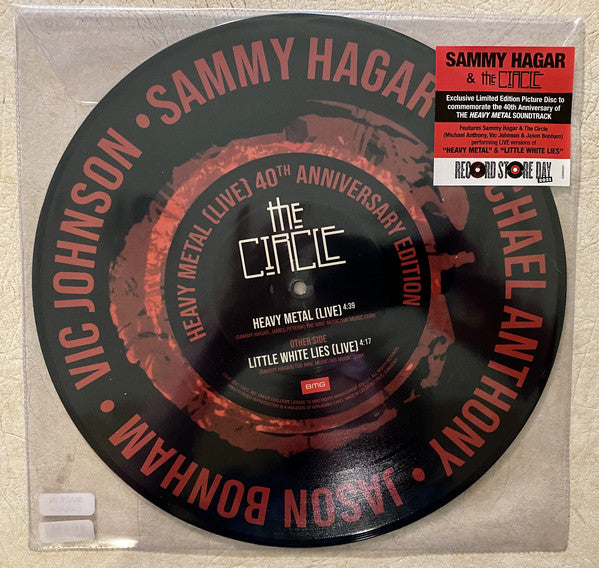 SAMMY HAGAR
& the CIRCLE
Exclusive Limited Edition Picture Disc to
commemorate the 40th Anniversary of
THE HEAVY METAL SOUNDTRACK
Features Sammy Hagar & The Circle
(Michael Anthony, Vic Johnson & Jason Bonham)
performing LIVE versions of
"HEAVY METAL" & "LITTLE WHITE LIES"
RECORD STORE DAY
SAMMY HAGAR • MICHAEL ANTHONY • JASON BONHAM • VIC JOHNSON •
HEAVY METAL (LIVE) 40TH ANNIVERSARY EDITION
the
CIRCLE
HEAVY METAL (LIVE) 4:39
OTHER SIDE
LITTLE WHITE LIES (LIVE) 4:17
BMG